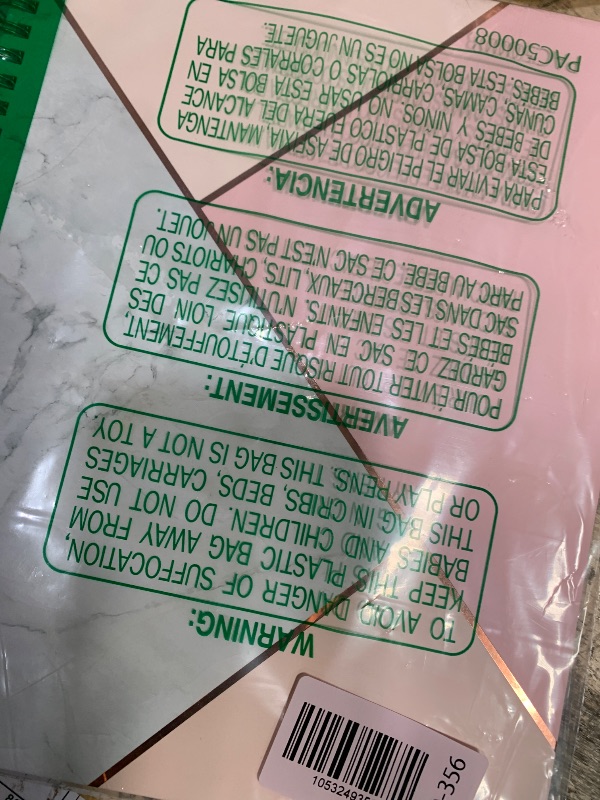 WARNING:
TO AVOID DANGER OF SUFFOCATION,
KEEP THIS PLASTIC BAG AWAY FROM
BABIES AND CHILDREN. DO NOT USE
THIS BAG IN CRIBS, BEDS, CARRIAGES
OR PLAY PENS. THIS BAG IS NOT A TOY
AVERTISSEMENT:
POUR ÉVITER TOUT RISQUE D'ÉTOUFFEMENT,
GARDEZ CE SAC EN PLASTIQUE LOIN DES
BEBES ET LES ENFANTS. N'UTILISEZ PAS CE
SAC DANS LES BERCEAUX, LITS, CHARIOTS OU
PARC AU BEBE. CE SAC N'EST PAS UN JOUET.
ADVERTENCIA:
PARA EVITAR EL PELIGRO DE ASFIXIA, MANTENGA
ESTA BOLSA DE PLASTICO FUERA DEL ALCANCE
DE BEBES Y NINOS. NO USAR ESTA BOLSA EN
CUNAS, CAMAS, CARRIOLAS O CORRALES PARA
BEBES. ESTA BOLSA NO ES UN JUGUETE.
PAC50008
-356